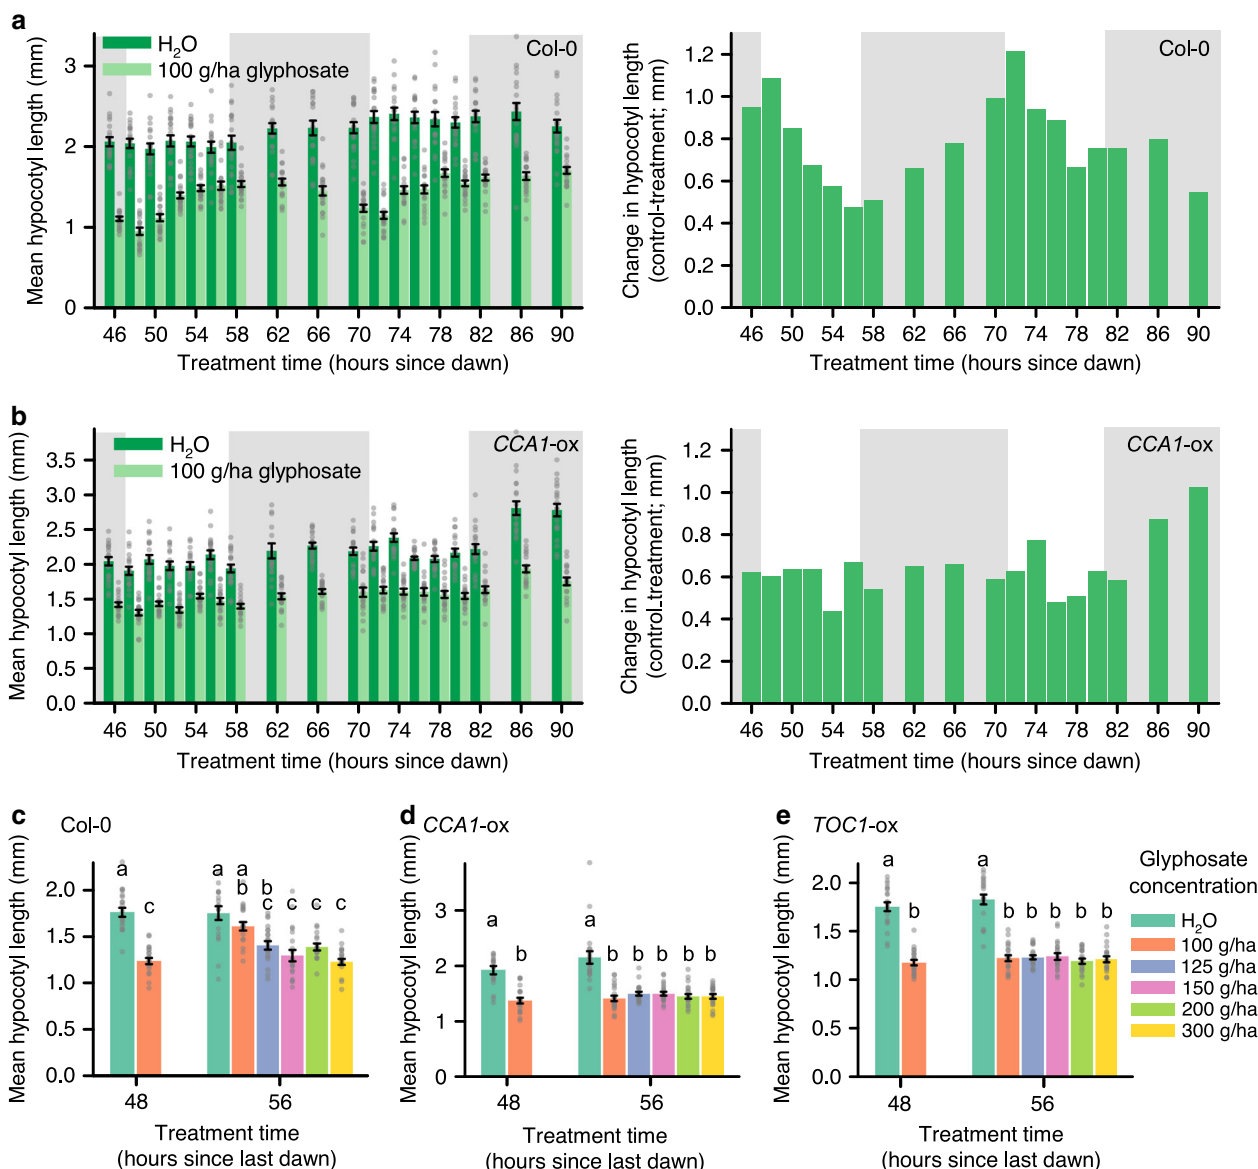 a
H2O
100 g/ha glyphosate
Col-0
Mean hypocotyl length (mm)
3
2
1
0
46 50 54 58 62 66 70 74 78 82 86 90
Treatment time (hours since dawn)
Col-0
Change in hypocotyl length
(control-treatment; mm)
1.2
1.0
0.8
0.6
0.4
0.2
0.0
46 50 54 58 62 66 70 74 78 82 86 90
Treatment time (hours since dawn)
b
H2O
100 g/ha glyphosate
CCA1-ox
Mean hypocotyl length (mm)
3.5
3.0
2.5
2.0
1.5
1.0
0.5
0.0
46 50 54 58 62 66 70 74 78 82 86 90
Treatment time (hours since dawn)
CCA1-ox
Change in hypocotyl length
(control-treatment; mm)
1.2
1.0
0.8
0.6
0.4
0.2
0.0
46 50 54 58 62 66 70 74 78 82 86 90
Treatment time (hours since dawn)
c
Col-0
Mean hypocotyl length (mm)
2.0
1.5
1.0
0.5
0.0
a c a a b b c c c c
48 56
Treatment time
(hours since last dawn)
d
CCA1-ox
Mean hypocotyl length (mm)
3
2
1
0
a b a b b b b b
48 56
Treatment time
(hours since last dawn)
e
TOC1-ox
Mean hypocotyl length (mm)
2.0
1.5
1.0
0.5
0.0
a b a b b b b b
48 56
Treatment time
(hours since last dawn)
Glyphosate
concentration
H2O
100 g/ha
125 g/ha
150 g/ha
200 g/ha
300 g/ha